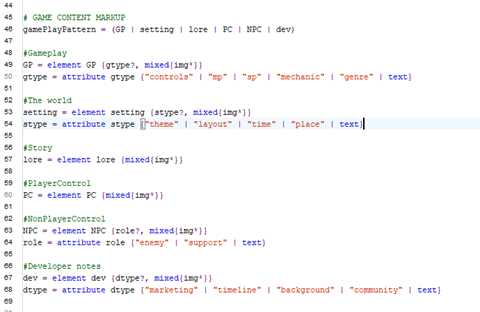 44
45 # GAME CONTENT MARKUP
46 gamePlayPattern = (GP | setting | lore | PC | NPC | dev)
47
48 #Gameplay
49 GP = element GP {gtype?, mixed{img*}}
50 gtype = attribute gtype {"controls" | "mp" | "sp" | "mechanic" | "genre" | text}
51
52 #The world
53 setting = element setting {stype?, mixed{img*}}
54 stype = attribute stype {"theme" | "layout" | "time" | "place" | text}
55
56 #Story
57 lore = element lore {mixed{img*}}
58
59 #PlayerControl
60 PC = element PC {mixed{img*}}
61
62 #NonPlayerControl
63 NPC = element NPC {role?, mixed{img*}}
64 role = attribute role {"enemy" | "support" | text}
65
66 #Developer notes
67 dev = element dev {dtype?, mixed{img*}}
68 dtype = attribute dtype {"marketing" | "timeline" | "background" | "community" | text}
69